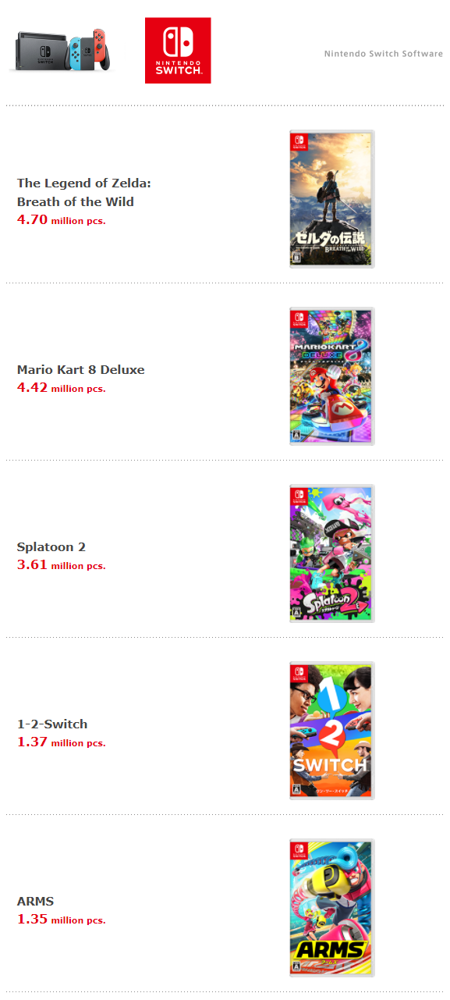 NINTENDO
SWITCH
Nintendo Switch Software
The Legend of Zelda:
Breath of the Wild
4.70 million pcs.
ゼルダの伝説
BREATH OF THE WILD
Mario Kart 8 Deluxe
4.42 million pcs.
MARIOKART 8
DELUXE
Splatoon 2
3.61 million pcs.
Splatoon 2
スプラトゥーン
1-2-Switch
1.37 million pcs.
1
2
SWITCH
ワン・ツー・スイッチ
ARMS
1.35 million pcs.
ARMS
アームズ